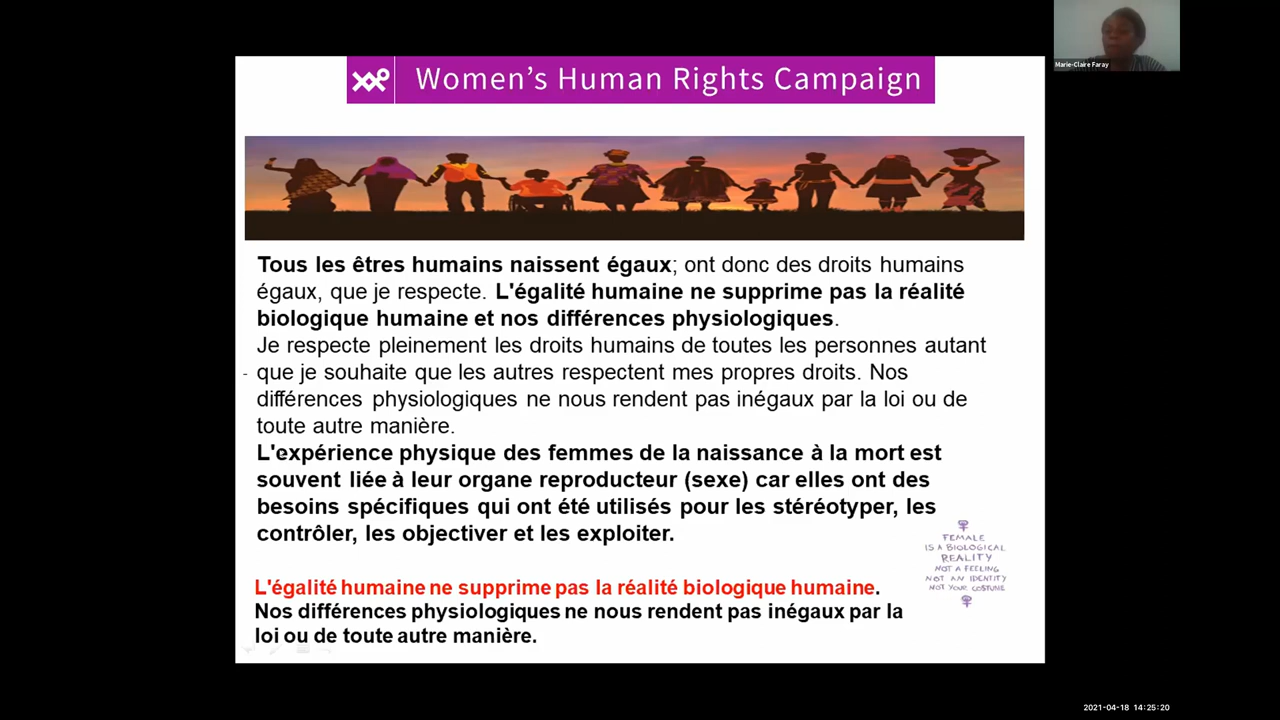 Women's Human Rights Campaign
Marie-Claire Faray
Tous les êtres humains naissent égaux; ont donc des droits humains
égaux, que je respecte. L'égalité humaine ne supprime pas la réalité
biologique humaine et nos différences physiologiques.
Je respecte pleinement les droits humains de toutes les personnes autant
- que je souhaite que les autres respectent mes propres droits. Nos
différences physiologiques ne nous rendent pas inégaux par la loi ou de
toute autre manière.
L'expérience physique des femmes de la naissance à la mort est
souvent liée à leur organe reproducteur (sexe) car elles ont des
besoins spécifiques qui ont été utilisés pour les stéréotyper, les
contrôler, les objectiver et les exploiter.
FEMALE
IS A BIOLOGICAL
REALITY
NOT A FEELING
NOT AN IDENTITY
NOT YOUR COSTUME
L'égalité humaine ne supprime pas la réalité biologique humaine.
Nos différences physiologiques ne nous rendent pas inégaux par la
loi ou de toute autre manière.
2021-04-18 14:25:20